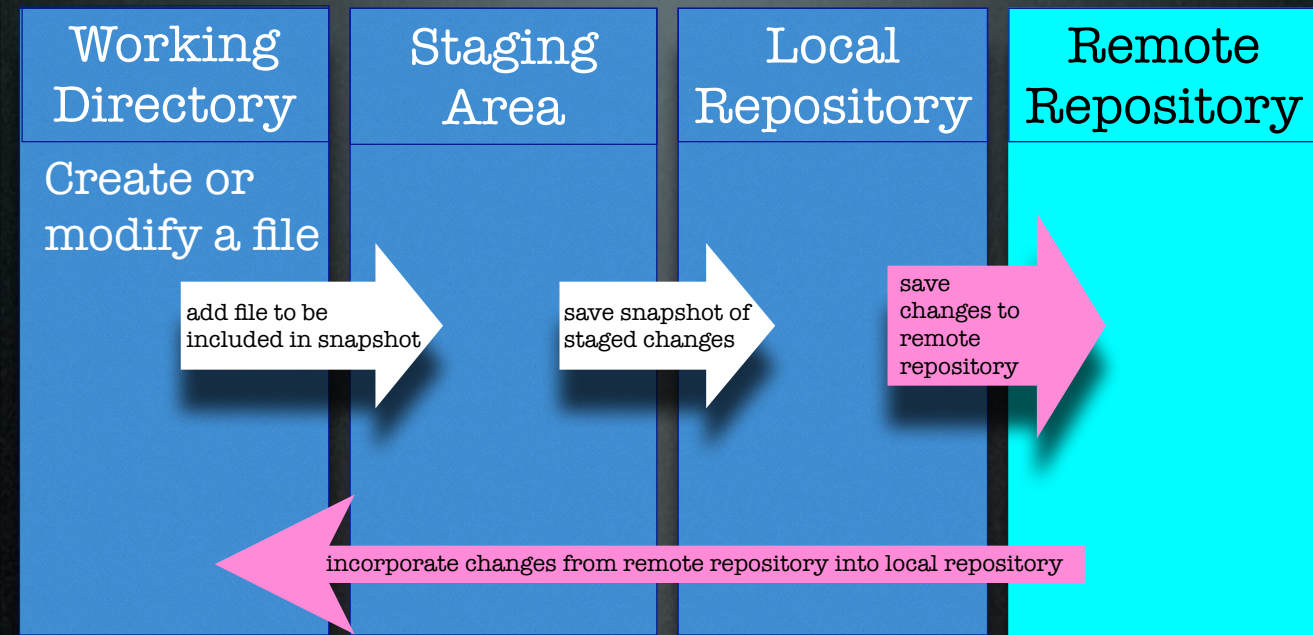 Working
Directory
Staging
Area
Local
Repository
Remote
Repository
Create or
modify a file
add file to be
included in snapshot
save snapshot of
staged changes
save
changes to
remote
repository
incorporate changes from remote repository into local repository